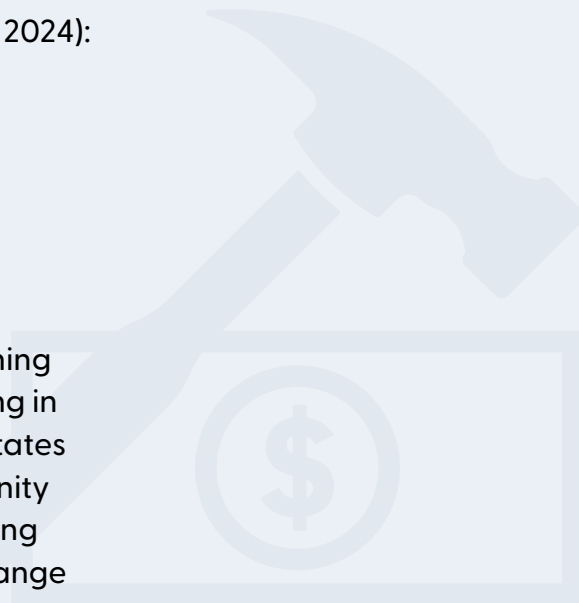 2024):
ning
ng in
tates
nity
ng
ange
$